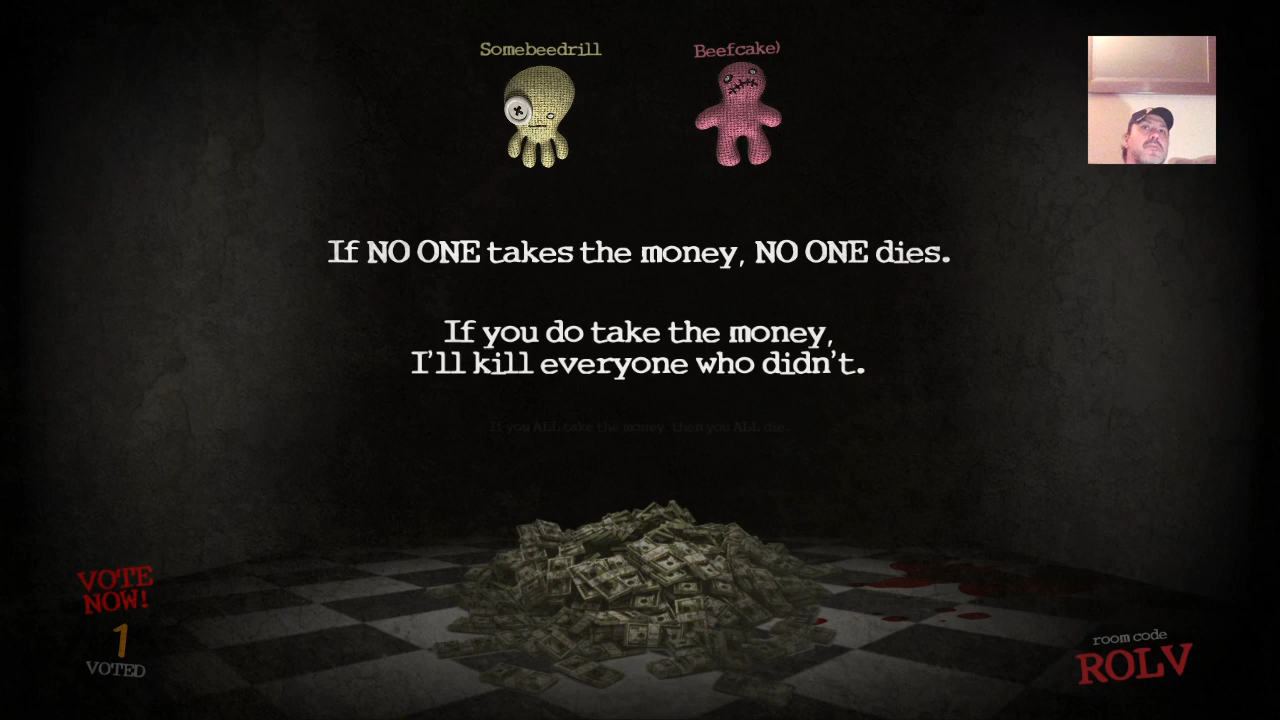 Somebeedrill
Beefcake)
If NO ONE takes the money, NO ONE dies.
If you do take the money,
I'll kill everyone who didn't.
If you ALL take the money, then you ALL die.
VOTE
NOW!
1
VOTED
room code
ROLV